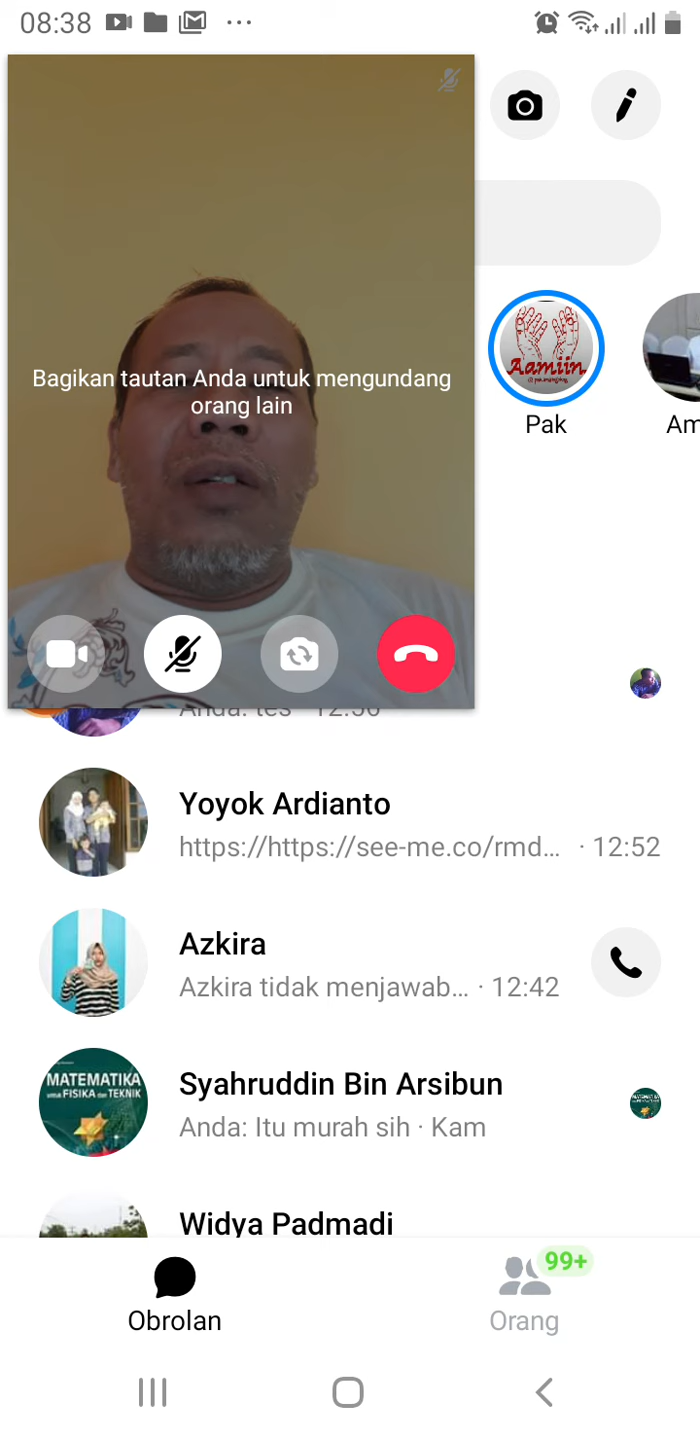 08:38
Bagikan tautan Anda untuk mengundang
orang lain
Aamiin
Pak
Am
Anda: tes · 12:56
Yoyok Ardianto
https://https://see-me.co/rmd... · 12:52
Azkira
Azkira tidak menjawab... · 12:42
MATEMATIKA
untuk FISIKA dan TEKNIK
Syahruddin Bin Arsibun
Anda: Itu murah sih · Kam
Widya Padmadi
99+
Obrolan
Orang